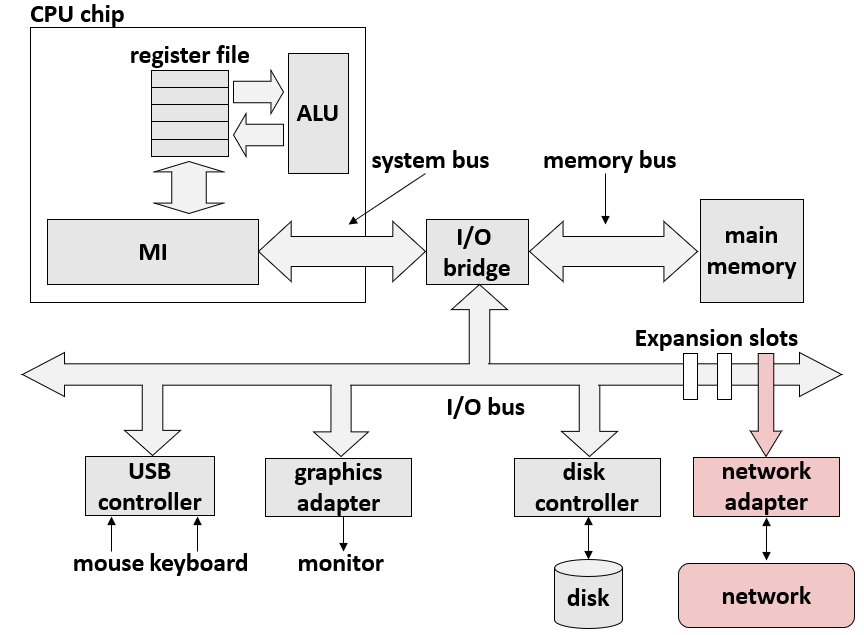 CPU chip
register file
ALU
system bus
memory bus
MI
I/O
bridge
main
memory
Expansion slots
I/O bus
USB
controller
graphics
adapter
disk
controller
network
adapter
mouse keyboard
monitor
disk
network